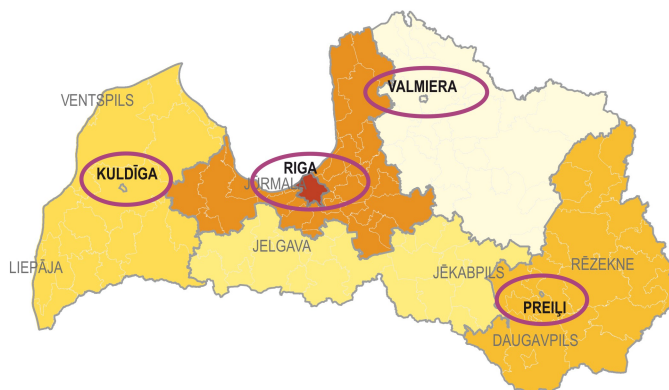 VALMIERA
VENTSPILS
RIGA
KULDĪGA
JŪRMALA
JELGAVA
LIEPĀJA
JĒKABPILS
RĒZEKNE
PREIĻI
DAUGAVPILS